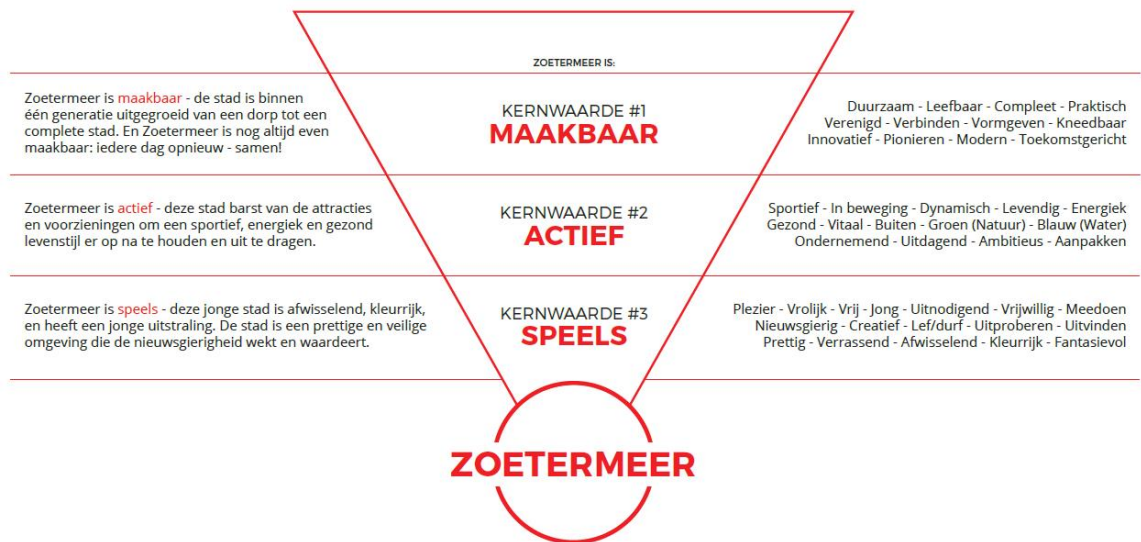 ZOETERMEER IS:
Zoetermeer is maakbaar - de stad is binnen
één generatie uitgegroeid van een dorp tot een
complete stad. En Zoetermeer is nog altijd even
maakbaar: iedere dag opnieuw - samen!
KERNWAARDE #1
MAAKBAAR
Duurzaam - Leefbaar - Compleet - Praktisch
Verenigd - Verbinden - Vormgeven - Kneedbaar
Innovatief - Pionieren - Modern - Toekomstgericht
Zoetermeer is actief - deze stad barst van de attracties
en voorzieningen om een sportief, energiek en gezond
levenstijl er op na te houden en uit te dragen.
KERNWAARDE #2
ACTIEF
Sportief - In beweging - Dynamisch - Levendig - Energiek
Gezond - Vitaal - Buiten - Groen (Natuur) - Blauw (Water)
Ondernemend - Uitdagend - Ambitieus - Aanpakken
Zoetermeer is speels - deze jonge stad is afwisselend, kleurrijk,
en heeft een jonge uitstraling. De stad is een prettige en veilige
omgeving die de nieuwsgierigheid wekt en waardeert.
KERNWAARDE #3
SPEELS
Plezier - Vrolijk - Vrij - Jong - Uitnodigend - Vrijwillig - Meedoen
Nieuwsgierig - Creatief - Lef/durf - Uitproberen - Uitvinden
Prettig - Verrassend - Afwisselend - Kleurrijk - Fantasievol
ZOETERMEER